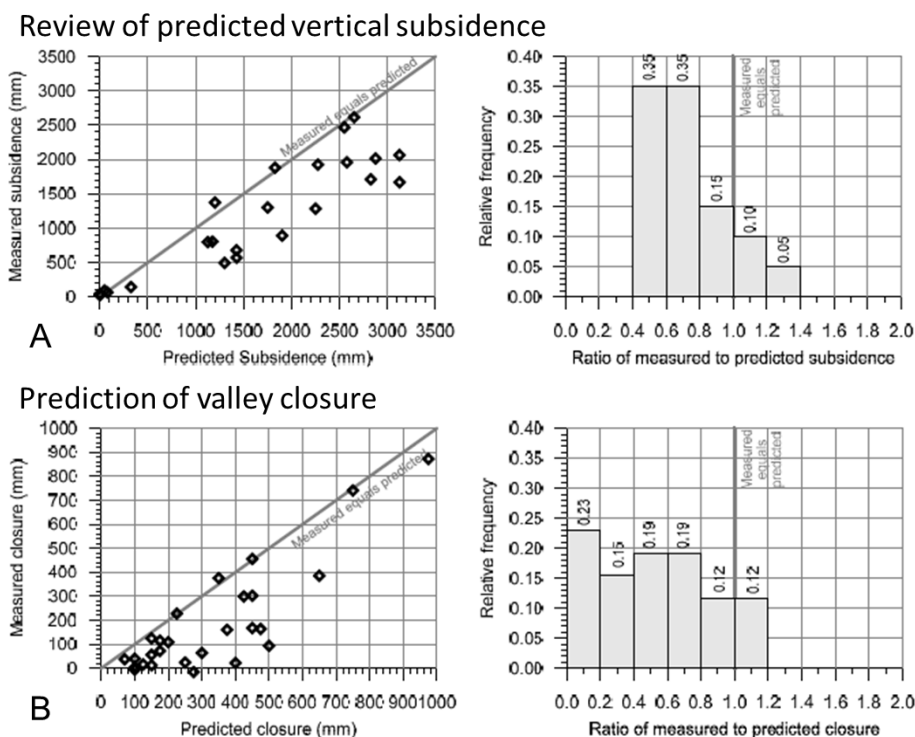 Review of predicted vertical subsidence
Measured subsidence (mm)
3500
3000
2500
2000
1500
1000
500
0
Measured equals predicted
0 500 1000 1500 2000 2500 3000 3500
Predicted Subsidence (mm)
A
Relative frequency
0.40
0.35
0.30
0.25
0.20
0.15
0.10
0.05
0.00
0.35
0.35
0.15
0.10
0.05
Measured
equals
predicted
0.0 0.2 0.4 0.6 0.8 1.0 1.2 1.4 1.6 1.8 2.0
Ratio of measured to predicted subsidence
Prediction of valley closure
Measured closure (mm)
1000
900
800
700
600
500
400
300
200
100
0
Measured equals predicted
0 100 200 300 400 500 600 700 800 900 1000
Predicted closure (mm)
B
Relative frequency
0.40
0.35
0.30
0.25
0.20
0.15
0.10
0.05
0.00
0.23
0.15
0.19
0.19
0.12
0.12
Measured
equals
predicted
0.0 0.2 0.4 0.6 0.8 1.0 1.2 1.4 1.6 1.8 2.0
Ratio of measured to predicted closure